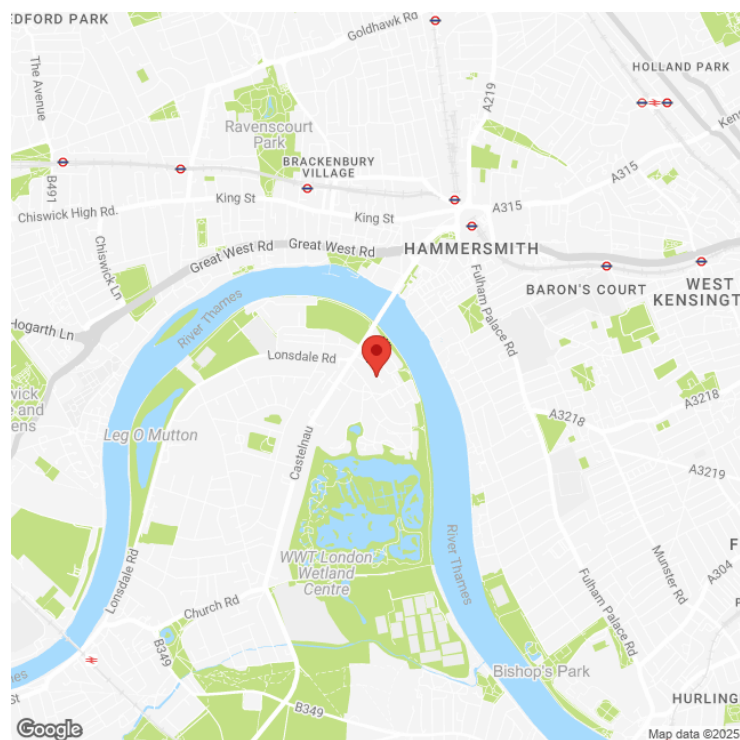 EDFORD PARK
Goldhawk Rd
The Avenue
HOLLAND PARK
A219
Ravenscourt
Park
BRACKENBURY
VILLAGE
A315
B491
King St
A315
Chiswick High Rd.
King St
Great West Rd
Great West Rd
HAMMERSMITH
Chiswick Ln
BARON'S COURT
WEST
KENSINGT
Hogarth Ln
River Thames
Fulham Palace Rd
Lonsdale Rd
wick
e and
ens
A3218
A3218
Leg O Mutton
Castelnau
A3219
River Thames
WWT London
Wetland
Centre
F
Munster Rd
A304
Lonsdale Rd
Church Rd
Fulham Palace Rd
B349
Bishop's Park
mes
St
HURLING
B349
Google
Map data ©2025